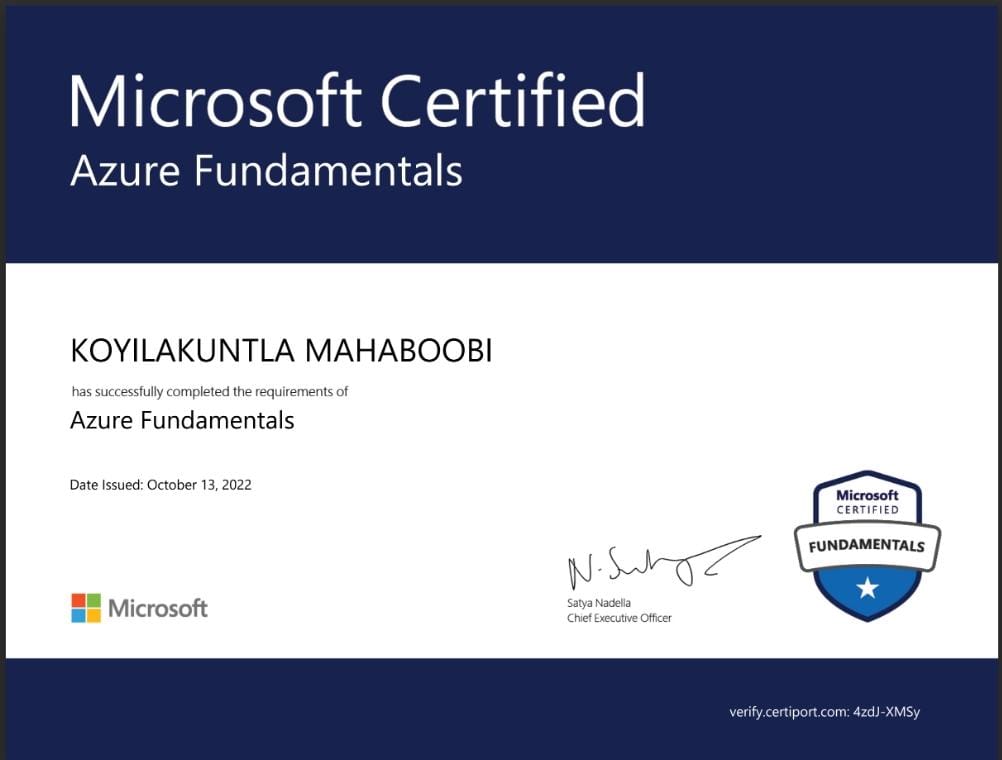 Microsoft Certified
Azure Fundamentals
KOYILAKUNTLA MAHABOOBI
has successfully completed the requirements of
Azure Fundamentals
Date Issued: October 13, 2022
Microsoft
CERTIFIED
FUNDAMENTALS
N. Satya
Satya Nadella
Chief Executive Officer
Microsoft
verify.certiport.com: 4zdJ-XMSy